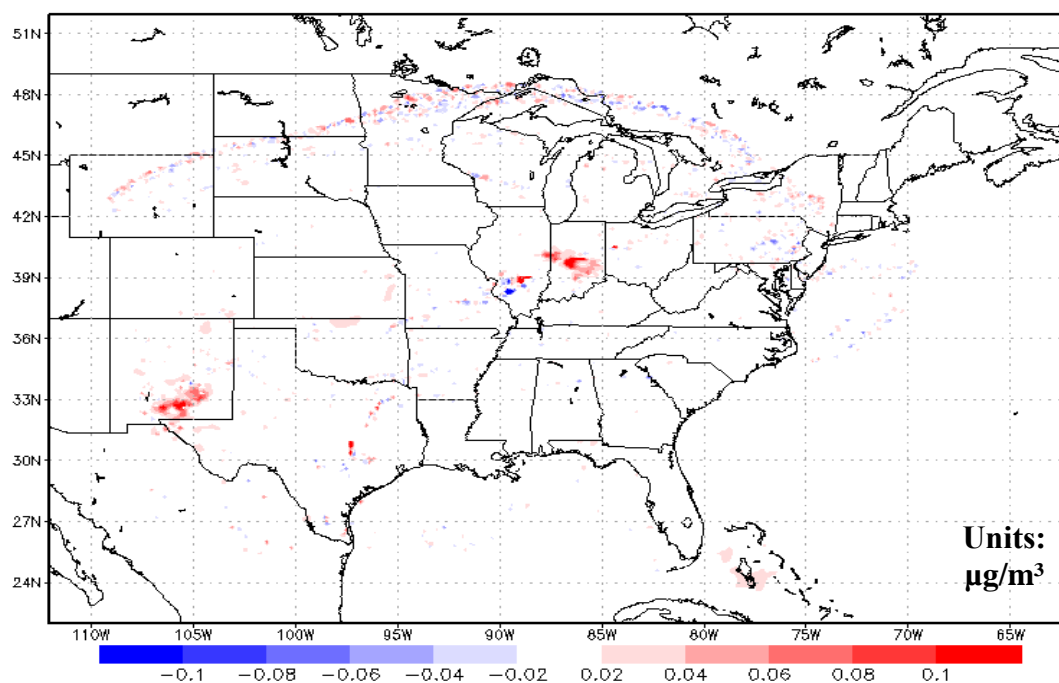 51N
48N
45N
42N
39N
36N
33N
30N
27N
24N
Units:
µg/m³
110W 105W 100W 95W 90W 85W 80W 75W 70W 65W
−0.1 −0.08 −0.06 −0.04 −0.02 0.02 0.04 0.06 0.08 0.1